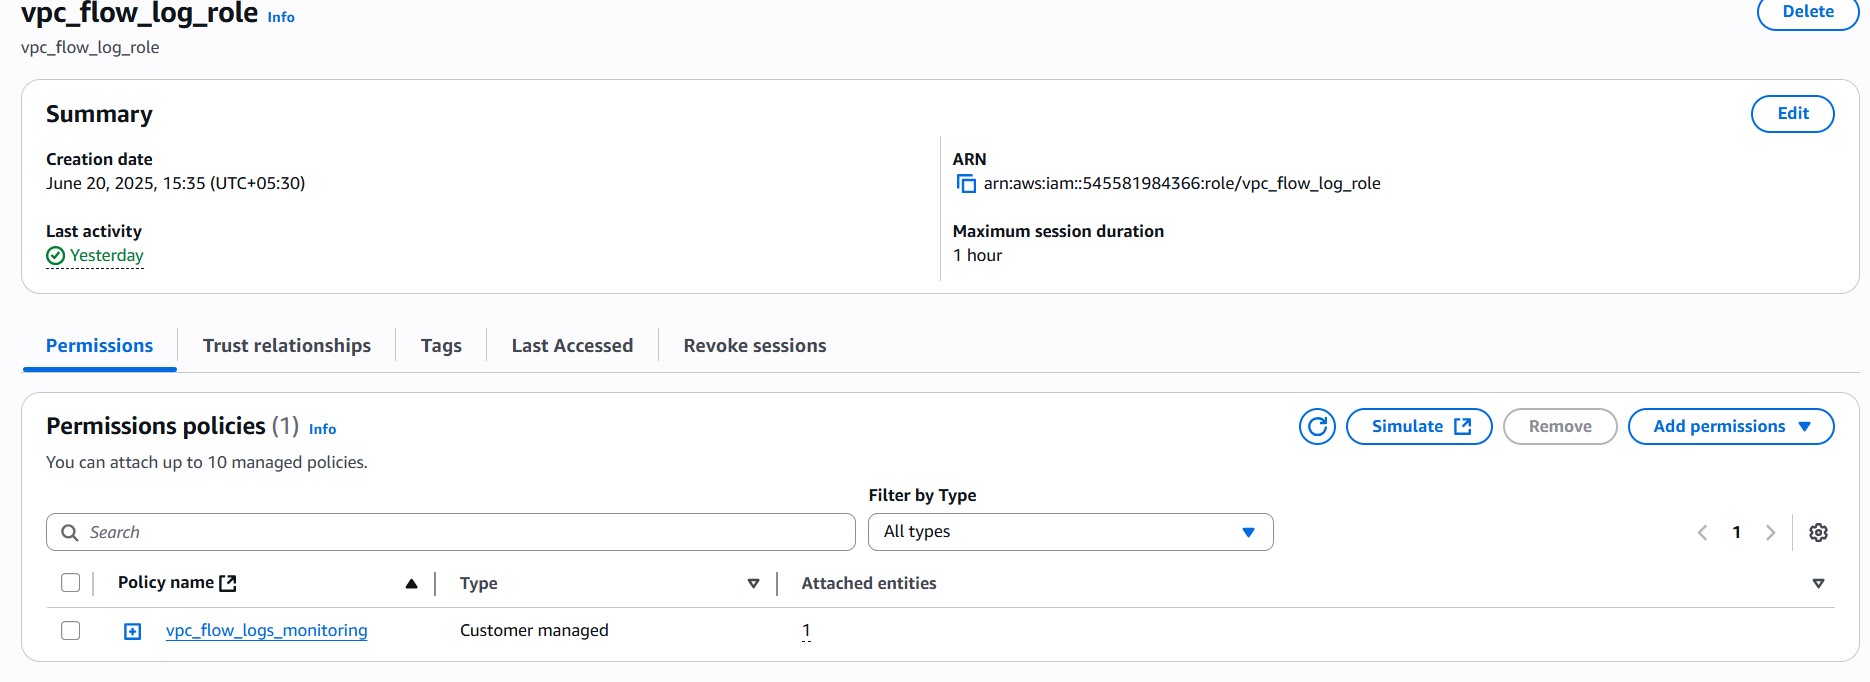 vpc_flow_log_role Info
Delete
vpc_flow_log_role
Summary
Edit
Creation date
June 20, 2025, 15:35 (UTC+05:30)
ARN
arn:aws:iam::545581984366:role/vpc_flow_log_role
Last activity
Yesterday
Maximum session duration
1 hour
Permissions
Trust relationships
Tags
Last Accessed
Revoke sessions
Permissions policies (1) Info
Simulate
Remove
Add permissions
You can attach up to 10 managed policies.
Filter by Type
Search
All types
1
Policy name
Type
Attached entities
vpc_flow_logs_monitoring
Customer managed
1